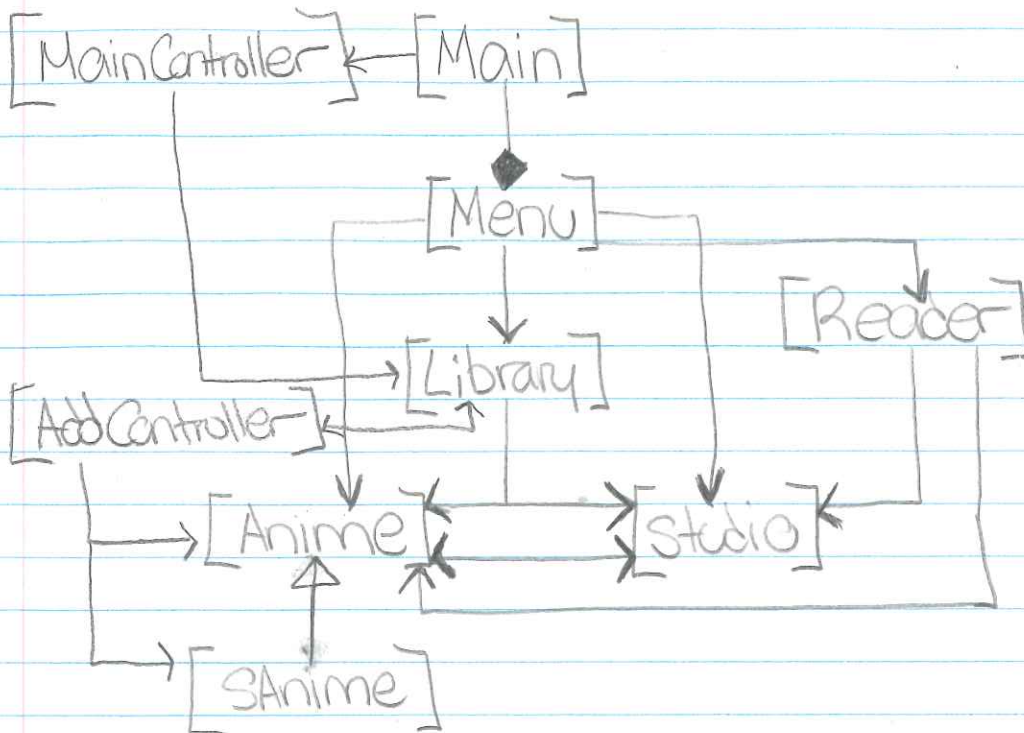 [MainController]
[Main]
[Menu]
[Reader]
[Library]
[AddController]
[Anime]
[Studio]
[SAnime]